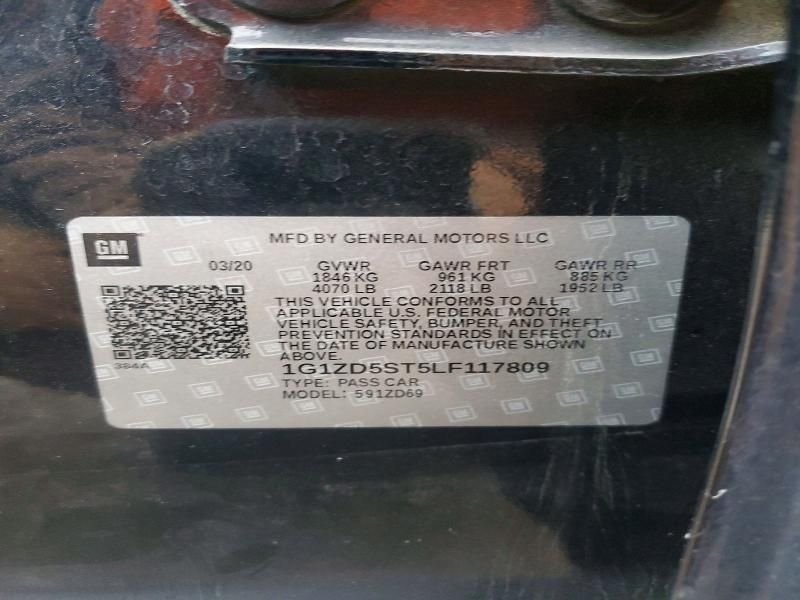 GM
MFD BY GENERAL MOTORS LLC
03/20 GVWR GAWR FRT GAWR RR
1846 KG 961 KG 885 KG
4070 LB 2118 LB 1952 LB
THIS VEHICLE CONFORMS TO ALL
APPLICABLE U.S. FEDERAL MOTOR
VEHICLE SAFETY, BUMPER, AND THEFT
PREVENTION STANDARDS IN EFFECT ON
THE DATE OF MANUFACTURE SHOWN
ABOVE.
384A
1G1ZD5ST5LF117809
TYPE: PASS CAR
MODEL: 591ZD69